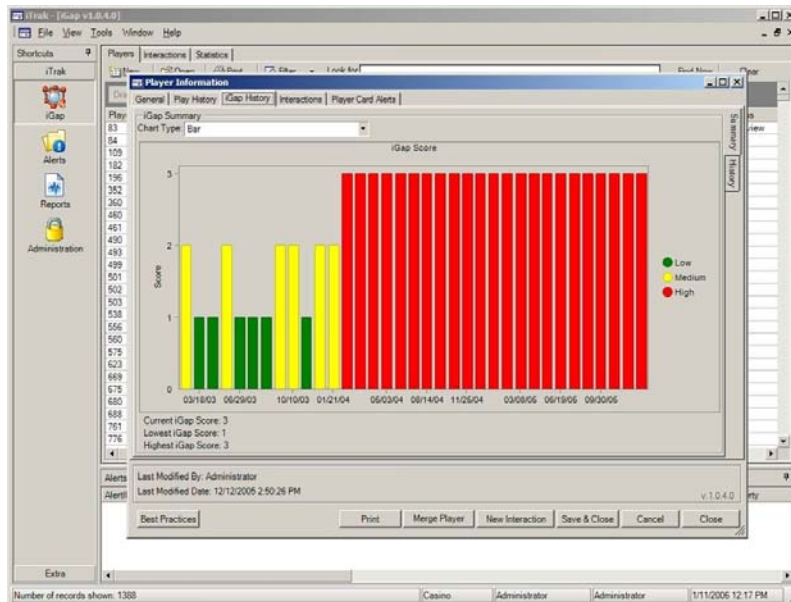 iTrak - [iGap v1.0.4.0]
File View Tools Window Help
Shortcuts
iTrak
iGap
Alerts
Reports
Administration
Extra
Players Interactions Statistics
New Open Print Filter Look for Find Now Clear
83
84
109
182
196
352
360
460
461
490
493
499
501
502
503
538
556
560
575
623
669
675
680
688
761
776
Player Information
General Play History iGap History Interactions Player Card Alerts
iGap Summary
Chart Type: Bar
Summary
History
iGap Score
Score
3
2
1
0
03/18/03 06/29/03 10/10/03 01/21/04 05/03/04 08/14/04 11/25/04 03/08/05 06/19/05 09/30/05
Low
Medium
High
Current iGap Score: 3
Lowest iGap Score: 1
Highest iGap Score: 3
Last Modified By: Administrator
Last Modified Date: 12/12/2005 2:50:26 PM
v.1.0.4.0
Best Practices Print Merge Player New Interaction Save & Close Cancel Close
Alerts
Number of records shown: 1388 Casino Administrator Administrator 1/11/2006 12:17 PM